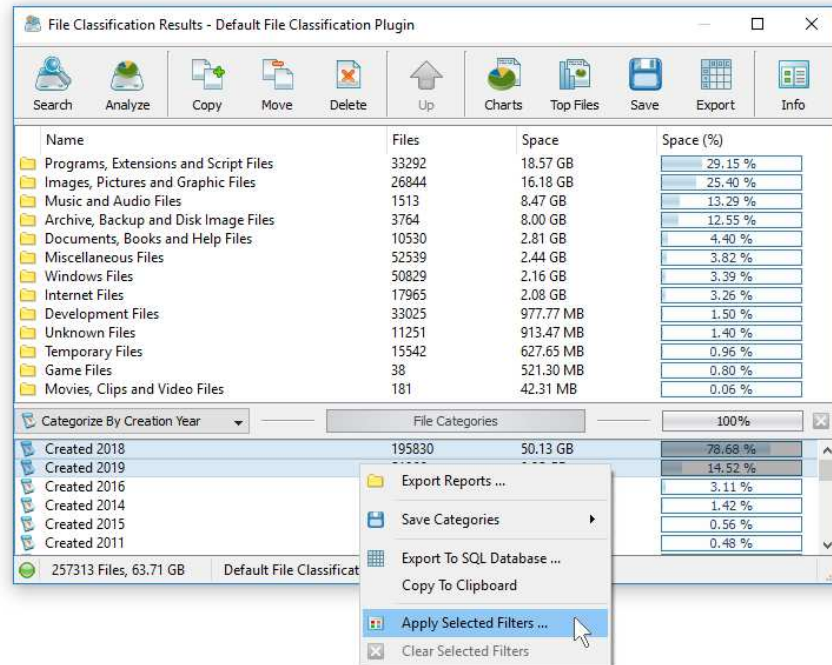 File Classification Results - Default File Classification Plugin
Search Analyze Copy Move Delete Up Charts Top Files Save Export Info
Name Files Space Space (%)
Programs, Extensions and Script Files 33292 18.57 GB 29.15 %
Images, Pictures and Graphic Files 26844 16.18 GB 25.40 %
Music and Audio Files 1513 8.47 GB 13.29 %
Archive, Backup and Disk Image Files 3764 8.00 GB 12.55 %
Documents, Books and Help Files 10530 2.81 GB 4.40 %
Miscellaneous Files 52539 2.44 GB 3.82 %
Windows Files 50829 2.16 GB 3.39 %
Internet Files 17965 2.08 GB 3.26 %
Development Files 33025 977.77 MB 1.50 %
Unknown Files 11251 913.47 MB 1.40 %
Temporary Files 15542 627.65 MB 0.96 %
Game Files 38 521.30 MB 0.80 %
Movies, Clips and Video Files 181 42.31 MB 0.06 %
Categorize By Creation Year File Categories 100%
Created 2018 195830 50.13 GB 78.68 %
Created 2019 14.52 %
Created 2016 3.11 %
Created 2014 1.42 %
Created 2015 0.56 %
Created 2011 0.48 %
257313 Files, 63.71 GB Default File Classificat
Export Reports ...
Save Categories
Export To SQL Database ...
Copy To Clipboard
Apply Selected Filters ...
Clear Selected Filters